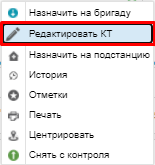 Назначить на бригаду
Редактировать КТ
Назначить на подстанцию
История
Отметки
Печать
Центрировать
Снять с контроля